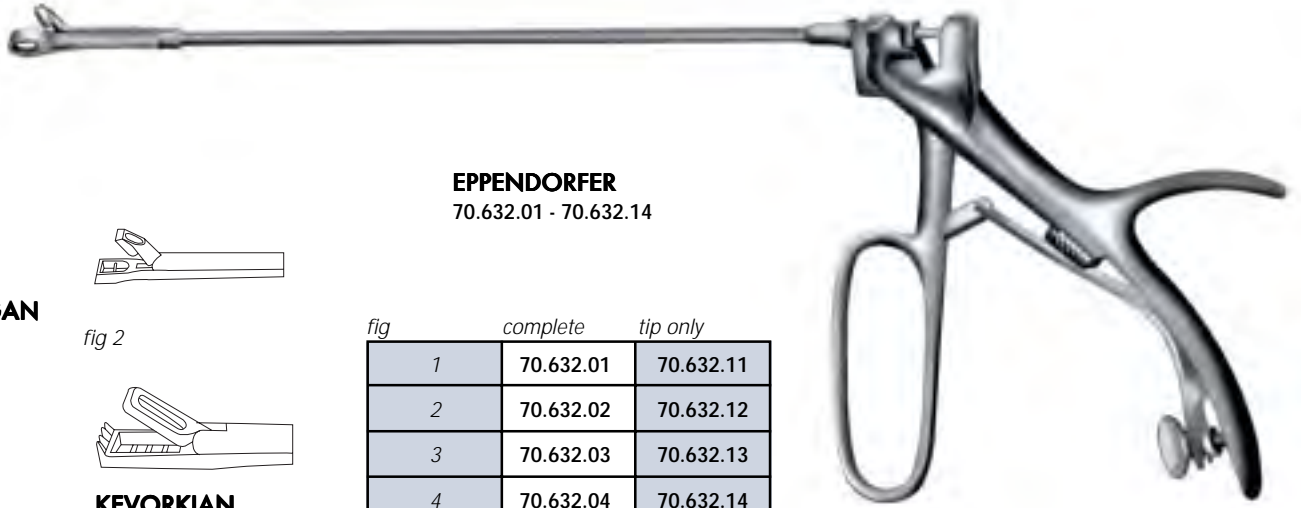 EPPENDORFER
70.632.01 - 70.632.14
fig 2
fig complete tip only
1 70.632.01 70.632.11
2 70.632.02 70.632.12
3 70.632.03 70.632.13
4 70.632.04 70.632.14
KEVORKIAN